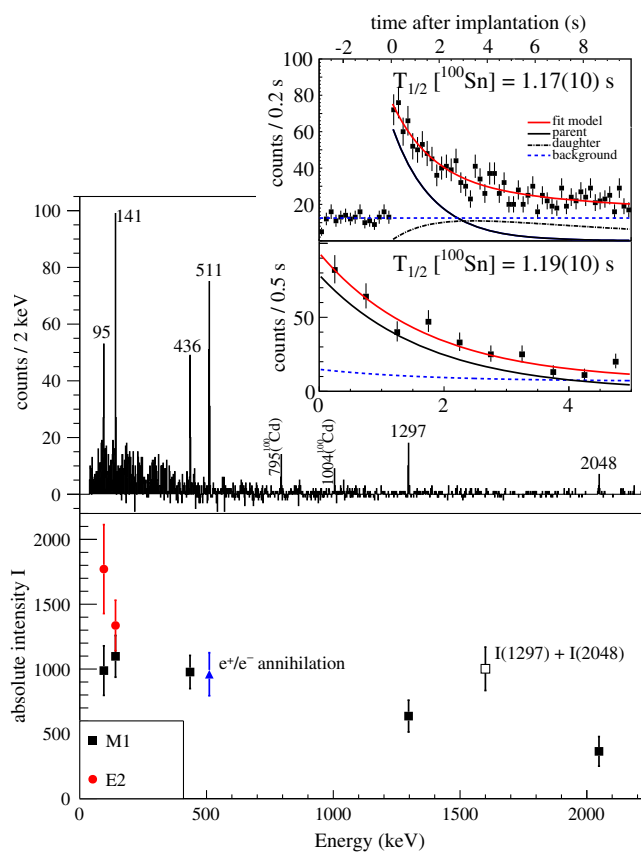 time after implantation (s)
-2 0 2 4 6 8
T1/2 [100Sn] = 1.17(10) s
counts / 0.2 s
100
80
60
40
20
fit model
parent
daughter
background
T1/2 [100Sn] = 1.19(10) s
counts / 0.5 s
50
0
0 2 4
counts / 2 keV
100
80
60
40
20
0
95
141
436
511
795(100Cd)
1004(100Cd)
1297
2048
absolute intensity I
2000
1500
1000
500
0
e+/e− annihilation
I(1297) + I(2048)
M1
E2
0 500 1000 1500 2000
Energy (keV)